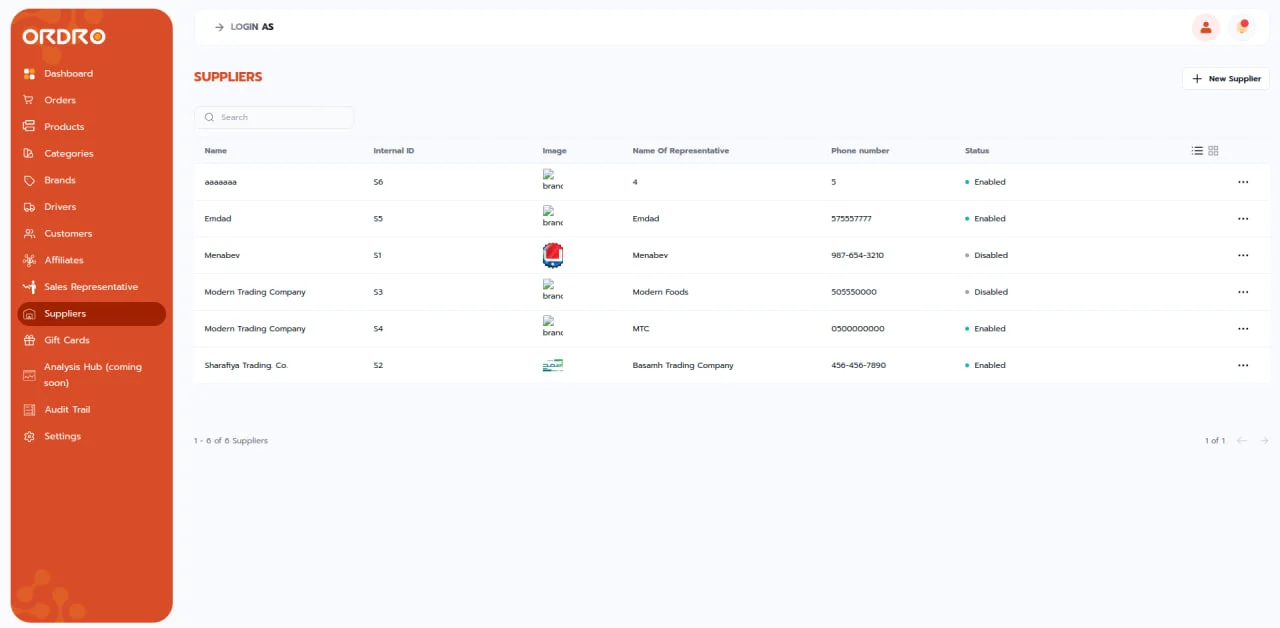 ORDRO
Dashboard
Orders
Products
Categories
Brands
Drivers
Customers
Affiliates
Sales Representative
Suppliers
Gift Cards
Analysis Hub (coming
soon)
Audit Trail
Settings
LOGIN AS
SUPPLIERS
New Supplier
Search
Name Internal ID Image Name Of Representative Phone number Status
aaaaaaa S6 branc 4 5 Enabled
Emdad S5 branc Emdad 575557777 Enabled
Menabev S1 Menabev 987-654-3210 Disabled
Modern Trading Company S3 branc Modern Foods 505550000 Disabled
Modern Trading Company S4 branc MTC 0500000000 Enabled
Sharafiya Trading. Co. S2 Basamh Trading Company 456-456-7890 Enabled
1 - 6 of 6 Suppliers 1 of 1